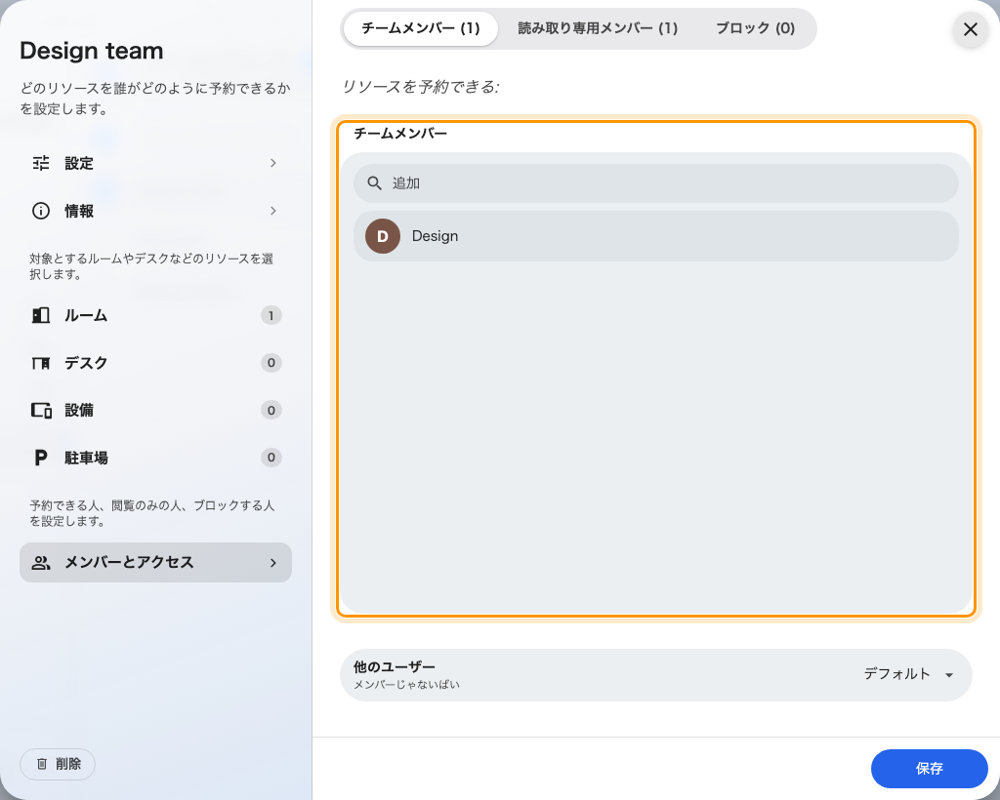 Design team
どのリソースを誰がどのように予約できるか
を設定します。
設定
情報
対象とするルームやデスクなどのリソースを選
択します。
ルーム 1
デスク 0
設備 0
駐車場 0
予約できる人、閲覧のみの人、ブロックする人
を設定します。
メンバーとアクセス
削除
チームメンバー (1) 読み取り専用メンバー (1) ブロック (0)
リソースを予約できる:
チームメンバー
追加
D Design
他のユーザー
メンバーじゃないばい
デフォルト
保存